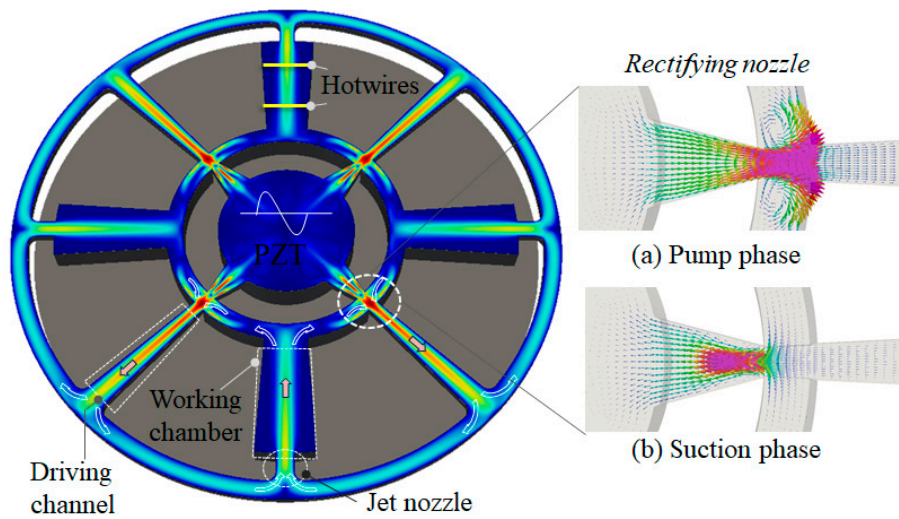 Hotwires
PZT
Working
chamber
Driving
channel
Jet nozzle
Rectifying nozzle
(a) Pump phase
(b) Suction phase